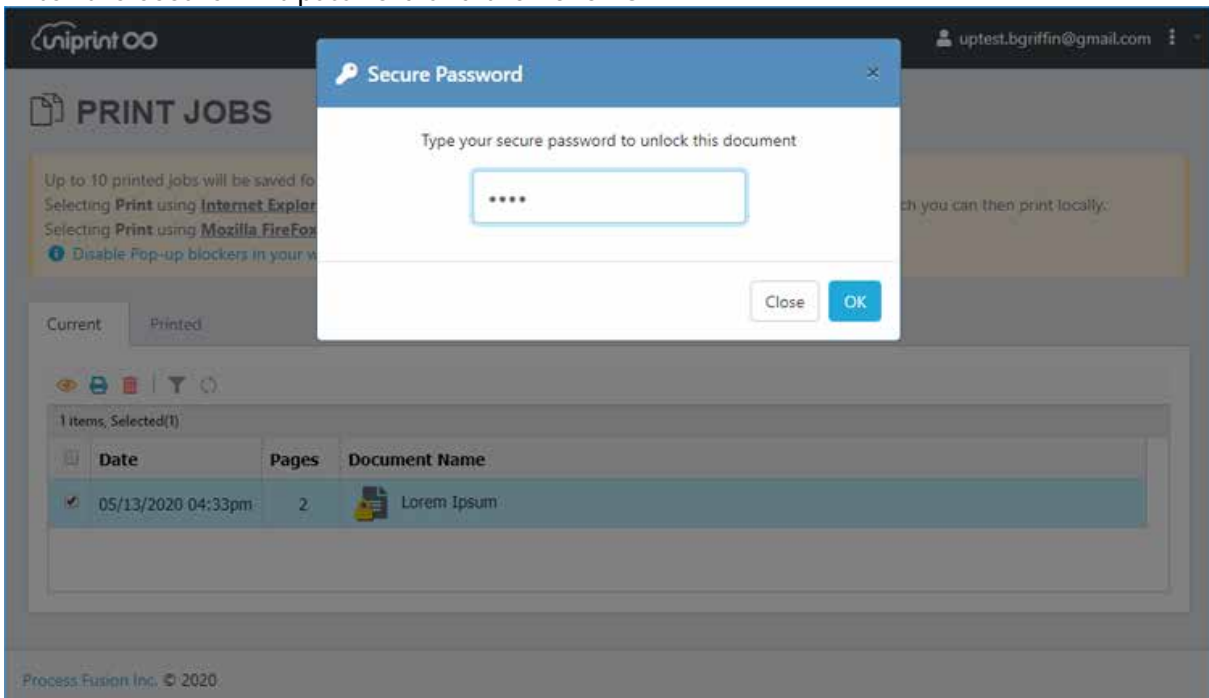 uniprint
uptest.bgriffin@gmail.com
Secure Password
×
PRINT JOBS
Type your secure password to unlock this document
Up to 10 printed jobs will be saved fo
Selecting Print using Internet Explor
ch you can then print locally.
Selecting Print using Mozilla FireFox
Disable Pop-up blockers in your w
Close OK
Current Printed
1 items, Selected(1)
Date Pages Document Name
05/13/2020 04:33pm 2 Lorem Ipsum
Process Fusion Inc. © 2020